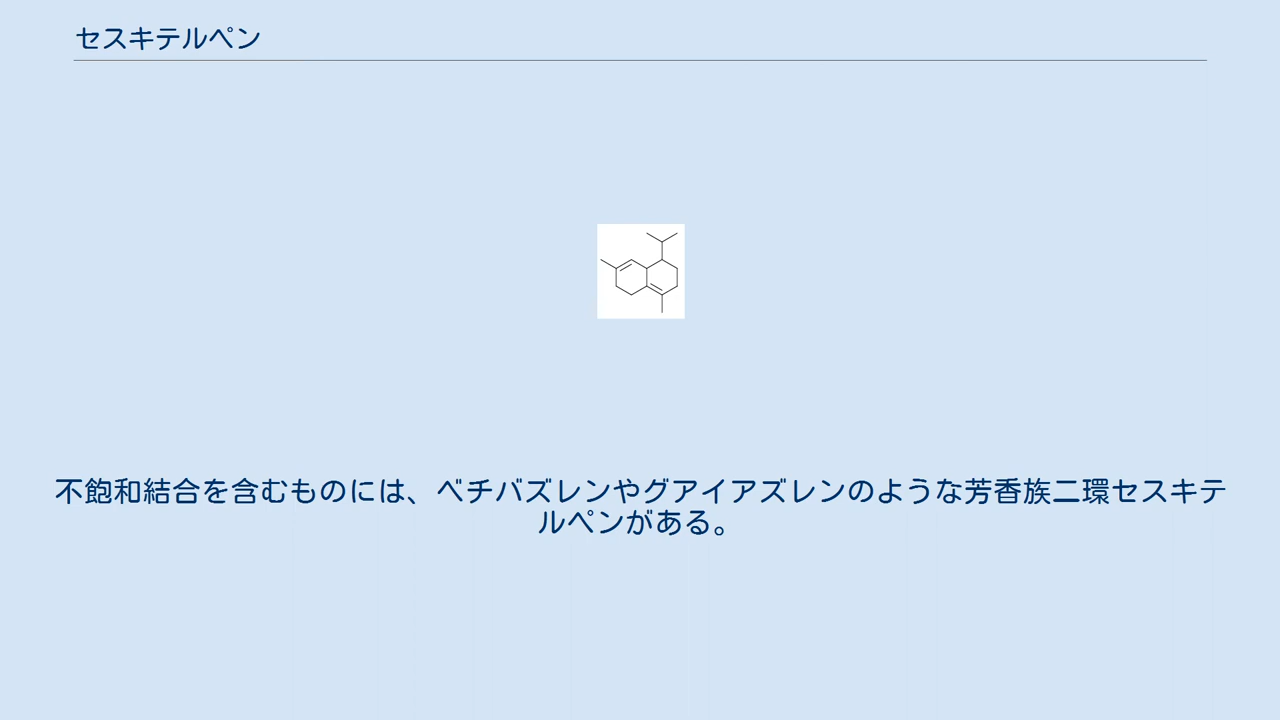 セスキテルペン
不飽和結合を含むものには、ベチバズレンやグアイアズレンのような芳香族二環セスキテ
ルペンがある。